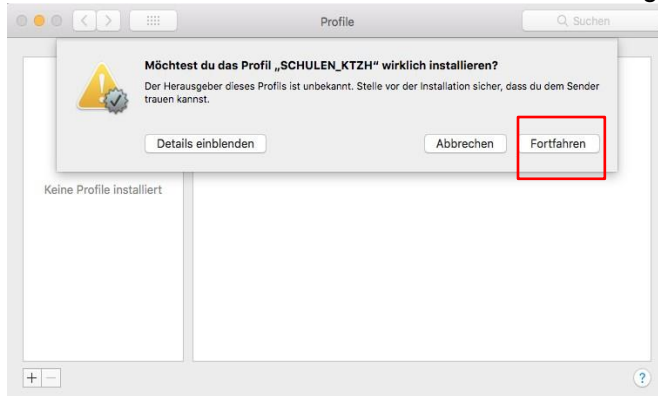 Profile
Suchen
Möchtest du das Profil „SCHULEN_KTZH“ wirklich installieren?
Der Herausgeber dieses Profils ist unbekannt. Stelle vor der Installation sicher, dass du dem Sender
trauen kannst.
Details einblenden
Abbrechen
Fortfahren
Keine Profile installiert
+ −
?